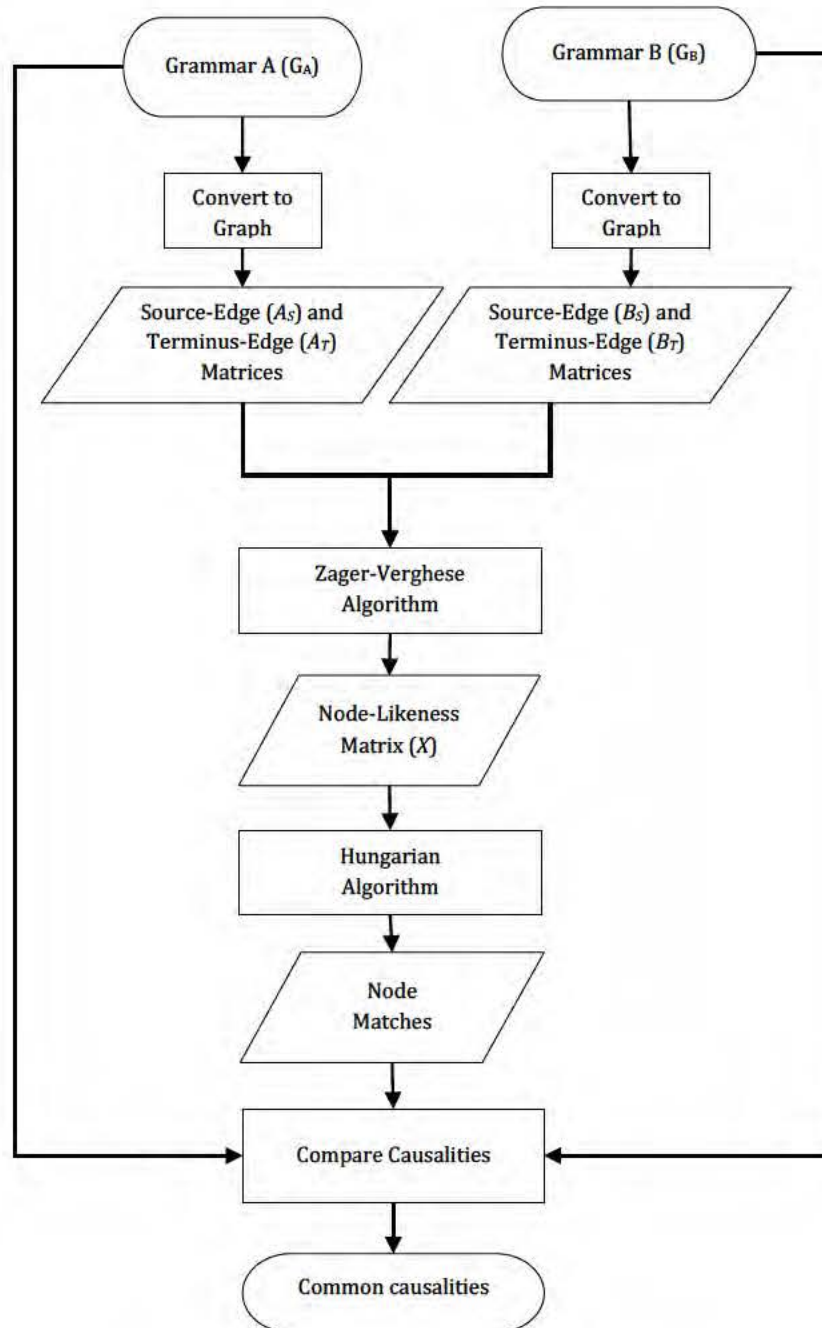 Grammar A (GA)
Grammar B (GB)
Convert to
Graph
Convert to
Graph
Source-Edge (AS) and
Terminus-Edge (AT)
Matrices
Source-Edge (BS) and
Terminus-Edge (BT)
Matrices
Zager-Verghese
Algorithm
Node-Likeness
Matrix (X)
Hungarian
Algorithm
Node
Matches
Compare Causalities
Common causalities